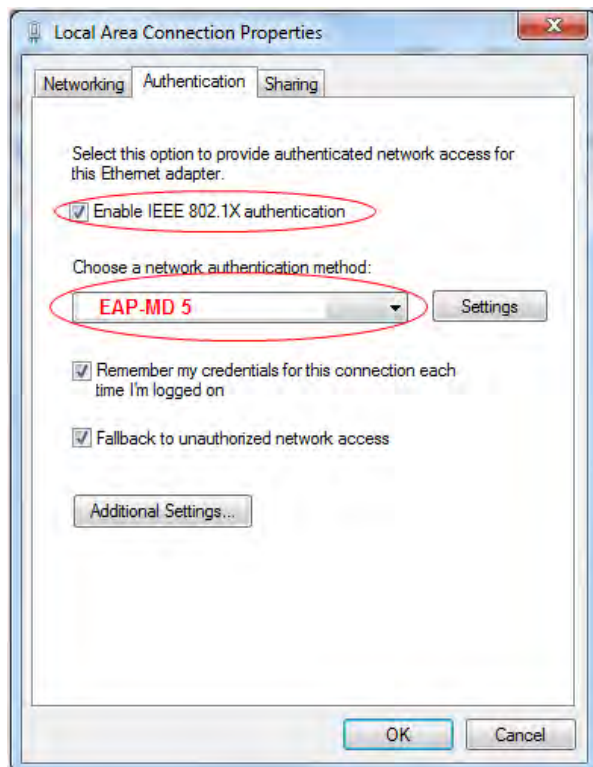 Local Area Connection Properties
Networking Authentication Sharing
Select this option to provide authenticated network access for
this Ethernet adapter.
Enable IEEE 802.1X authentication
Choose a network authentication method:
EAP-MD 5 Settings
Remember my credentials for this connection each
time I'm logged on
Fallback to unauthorized network access
Additional Settings...
OK Cancel